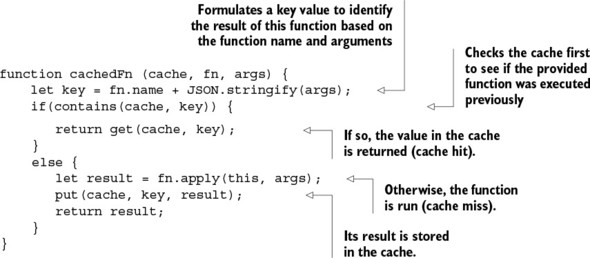 Formulates a key value to identify
the result of this function based on
the function name and arguments
Checks the cache first
to see if the provided
function was executed
previously
function cachedFn (cache, fn, args) {
    let key = fn.name + JSON.stringify(args);
    if(contains(cache, key)) {
        return get(cache, key);
    }
    else {
        let result = fn.apply(this, args);
        put(cache, key, result);
        return result;
    }
}
If so, the value in the cache
is returned (cache hit).
Otherwise, the function
is run (cache miss).
Its result is stored
in the cache.